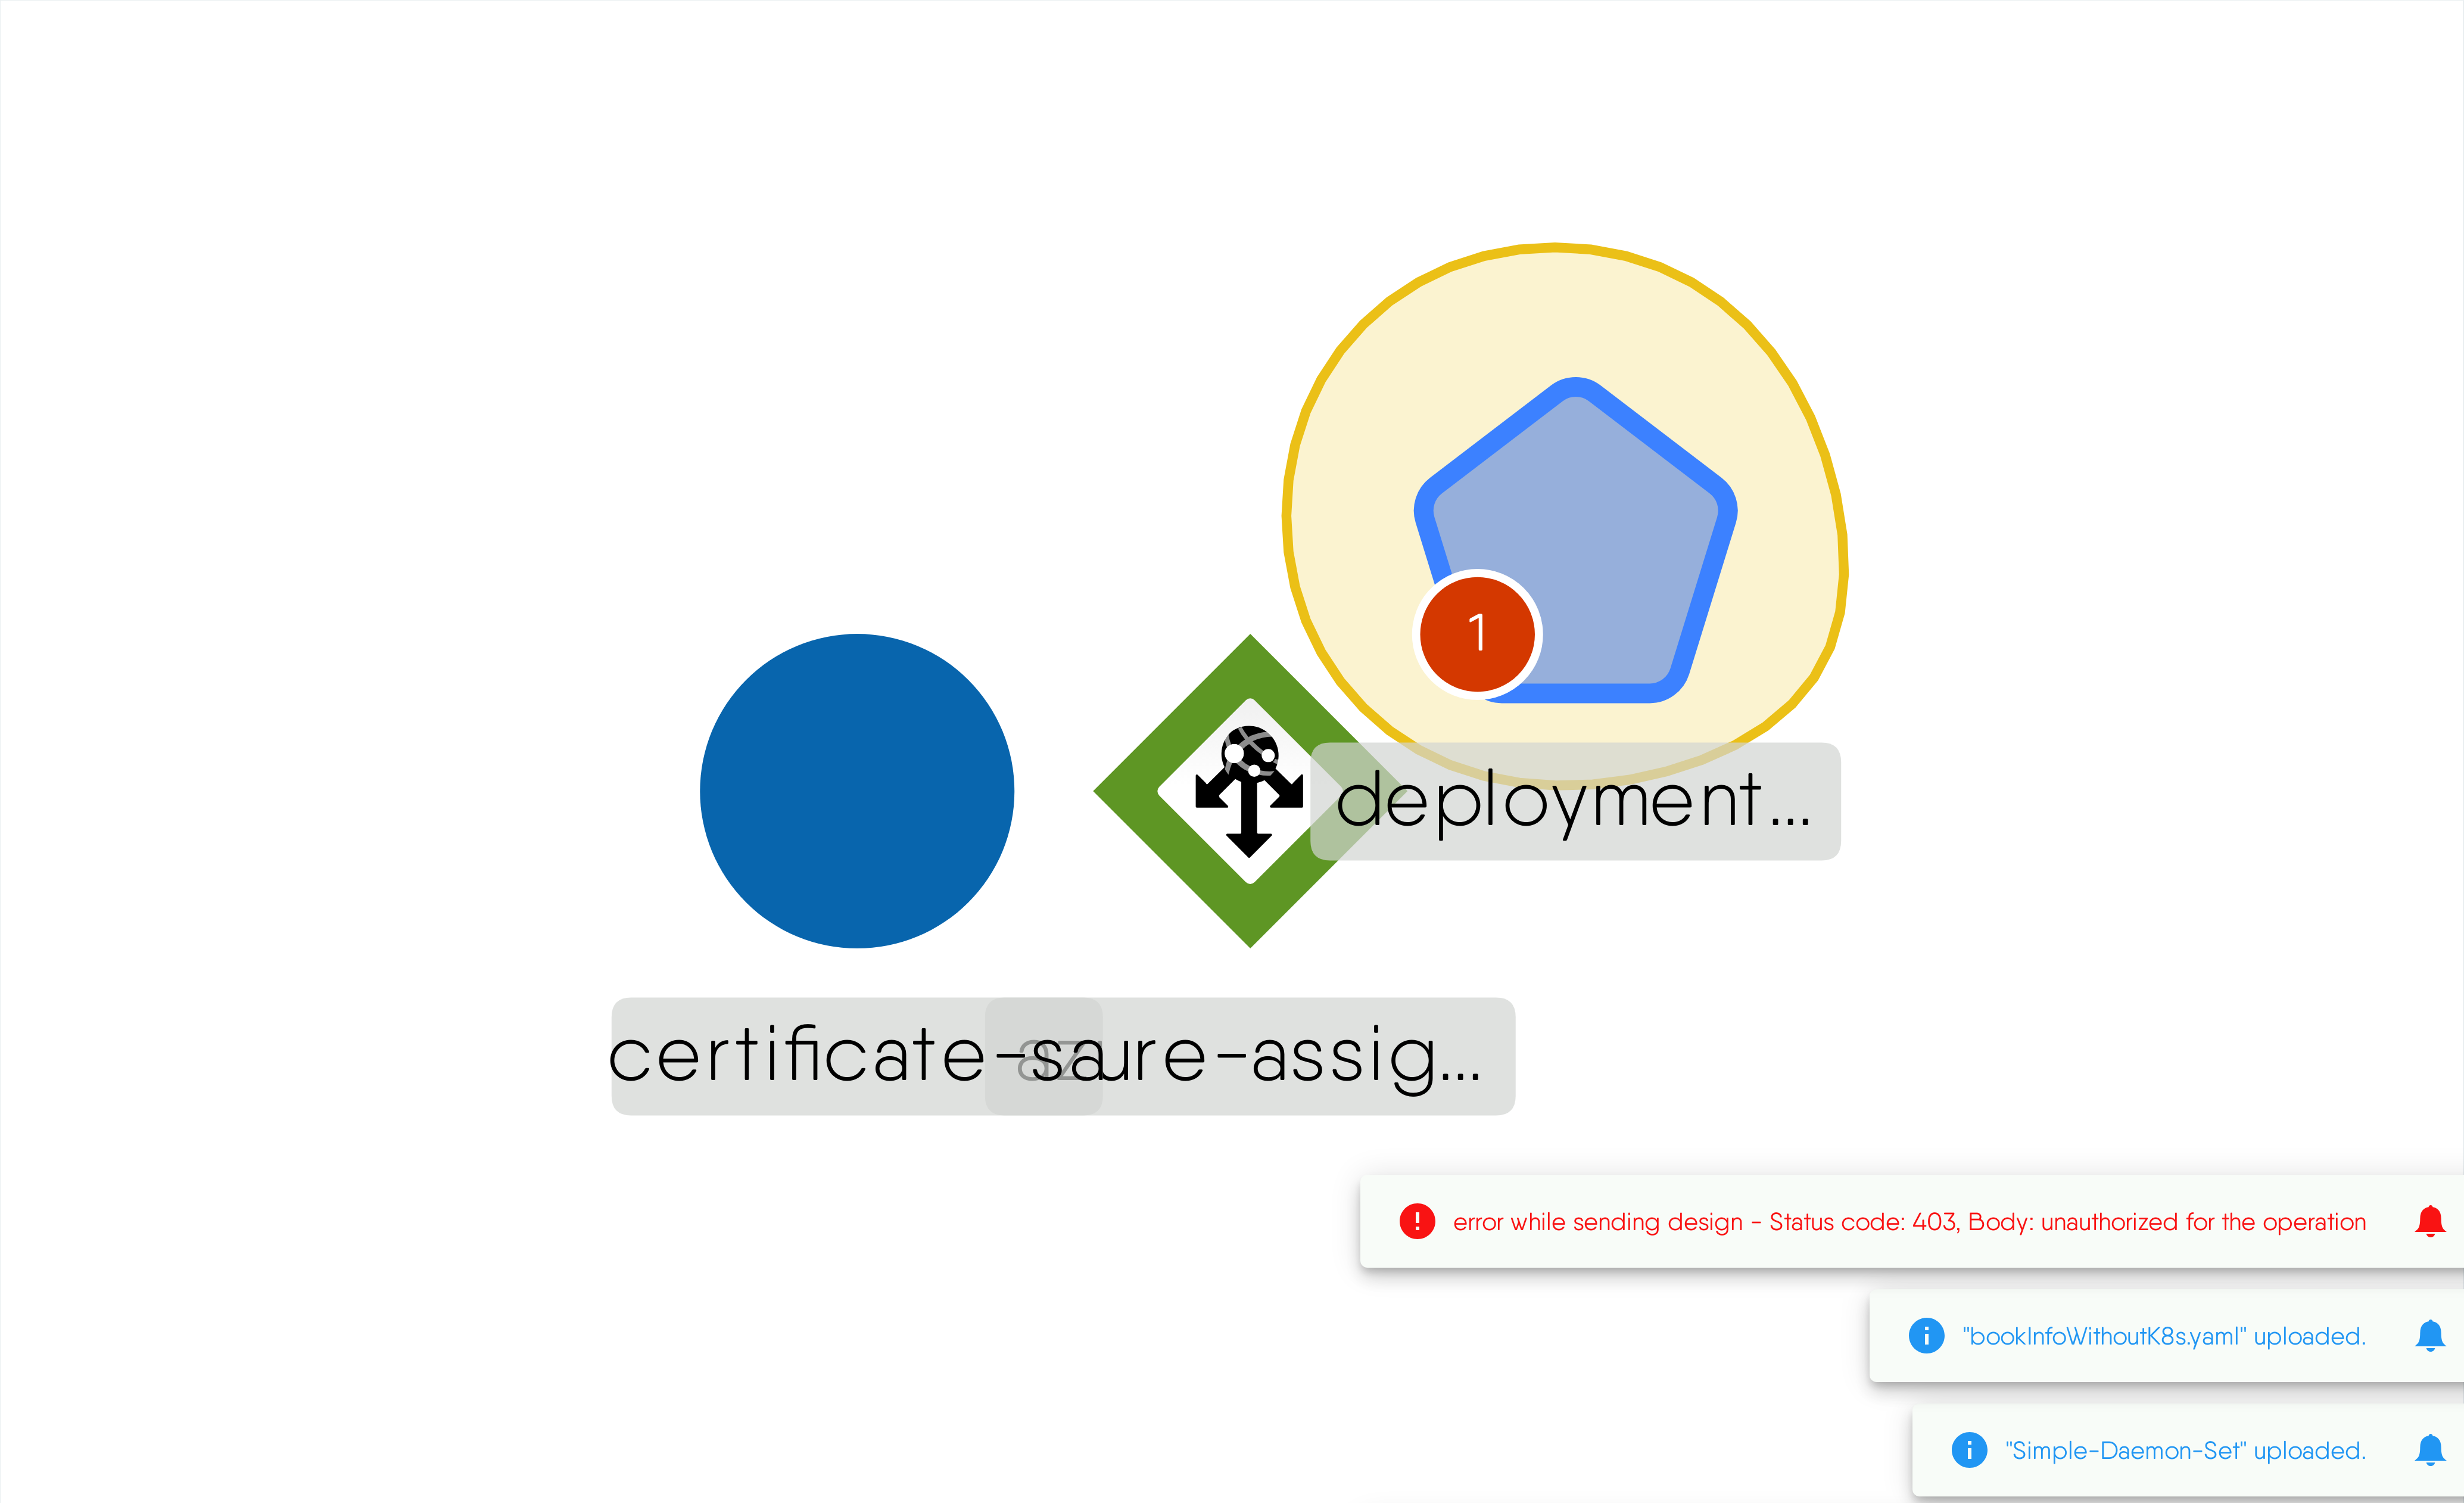 1
deployment...
certificate-sa
azure-assig...
error while sending design - Status code: 403, Body: unauthorized for the operation
"bookInfoWithoutK8s.yaml" uploaded.
"Simple-Daemon-Set" uploaded.